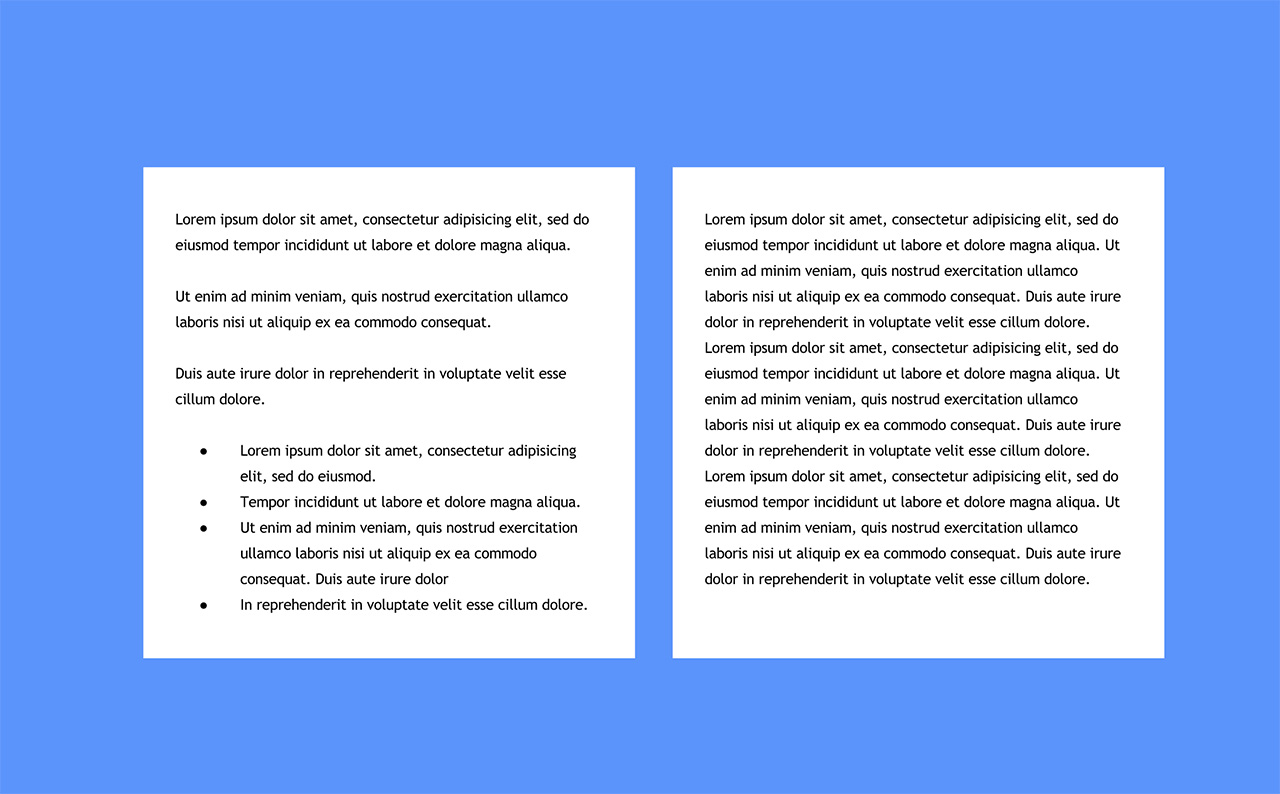 Lorem ipsum dolor sit amet, consectetur adipisicing elit, sed do
eiusmod tempor incididunt ut labore et dolore magna aliqua.
Ut enim ad minim veniam, quis nostrud exercitation ullamco
laboris nisi ut aliquip ex ea commodo consequat.
Duis aute irure dolor in reprehenderit in voluptate velit esse
cillum dolore.
● Lorem ipsum dolor sit amet, consectetur adipisicing
elit, sed do eiusmod.
● Tempor incididunt ut labore et dolore magna aliqua.
● Ut enim ad minim veniam, quis nostrud exercitation
ullamco laboris nisi ut aliquip ex ea commodo
consequat. Duis aute irure dolor
● In reprehenderit in voluptate velit esse cillum dolore.
Lorem ipsum dolor sit amet, consectetur adipisicing elit, sed do
eiusmod tempor incididunt ut labore et dolore magna aliqua. Ut
enim ad minim veniam, quis nostrud exercitation ullamco
laboris nisi ut aliquip ex ea commodo consequat. Duis aute irure
dolor in reprehenderit in voluptate velit esse cillum dolore.
Lorem ipsum dolor sit amet, consectetur adipisicing elit, sed do
eiusmod tempor incididunt ut labore et dolore magna aliqua. Ut
enim ad minim veniam, quis nostrud exercitation ullamco
laboris nisi ut aliquip ex ea commodo consequat. Duis aute irure
dolor in reprehenderit in voluptate velit esse cillum dolore.
Lorem ipsum dolor sit amet, consectetur adipisicing elit, sed do
eiusmod tempor incididunt ut labore et dolore magna aliqua. Ut
enim ad minim veniam, quis nostrud exercitation ullamco
laboris nisi ut aliquip ex ea commodo consequat. Duis aute irure
dolor in reprehenderit in voluptate velit esse cillum dolore.